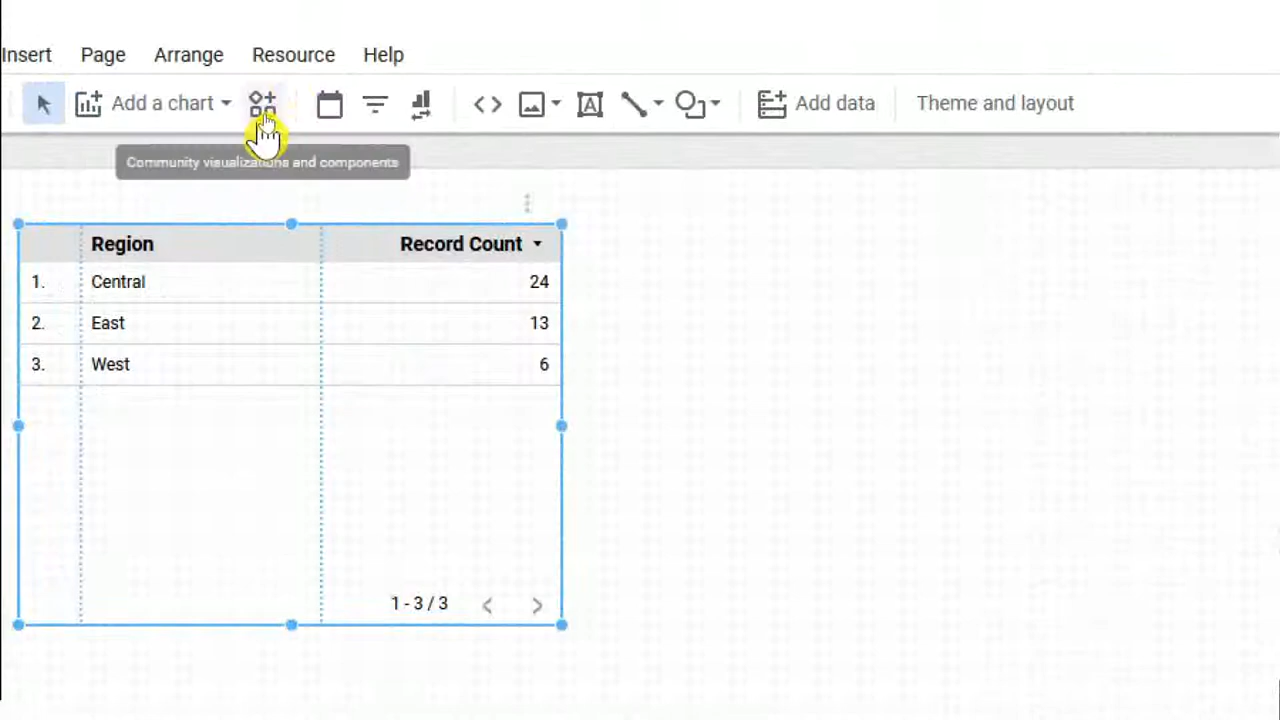 Insert Page Arrange Resource Help
Add a chart Add data Theme and layout
Community visualizations and components
Region Record Count
1. Central 24
2. East 13
3. West 6
1 - 3 / 3